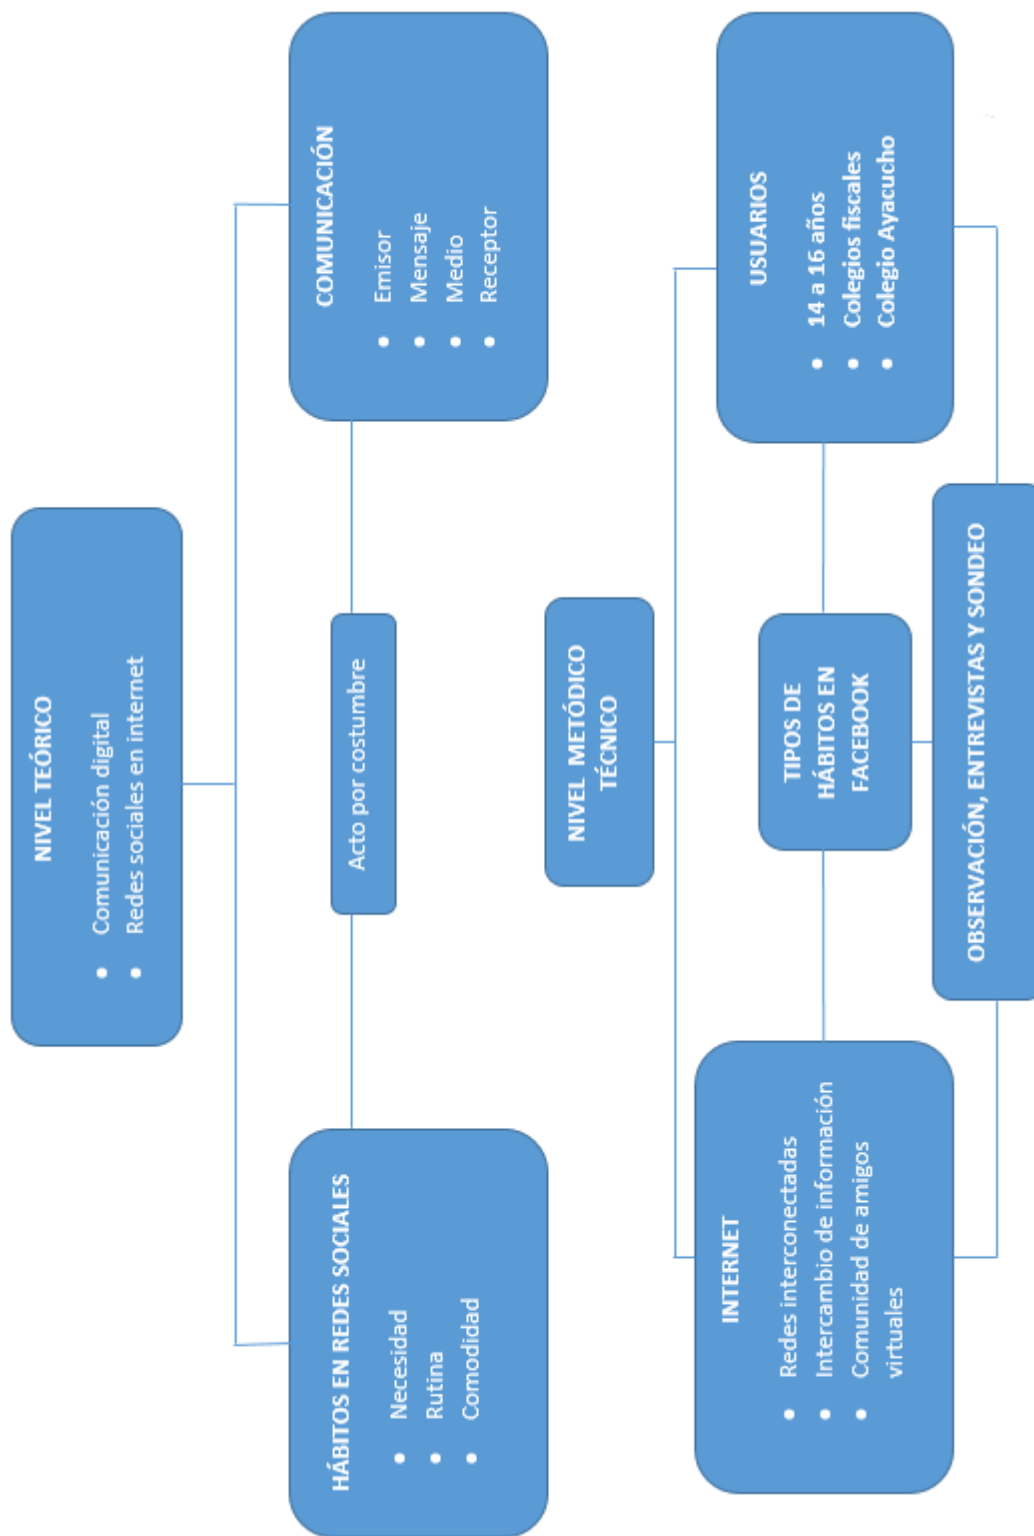 NIVEL TEÓRICO
• Comunicación digital
• Redes sociales en internet
HÁBITOS EN REDES SOCIALES
• Necesidad
• Rutina
• Comodidad
Acto por costumbre
COMUNICACIÓN
• Emisor
• Mensaje
• Medio
• Receptor
NIVEL METÓDICO
TÉCNICO
INTERNET
• Redes interconectadas
• Intercambio de información
• Comunidad de amigos
virtuales
TIPOS DE
HÁBITOS EN
FACEBOOK
USUARIOS
• 14 a 16 años
• Colegios fiscales
• Colegio Ayacucho
OBSERVACIÓN, ENTREVISTAS Y SONDEO